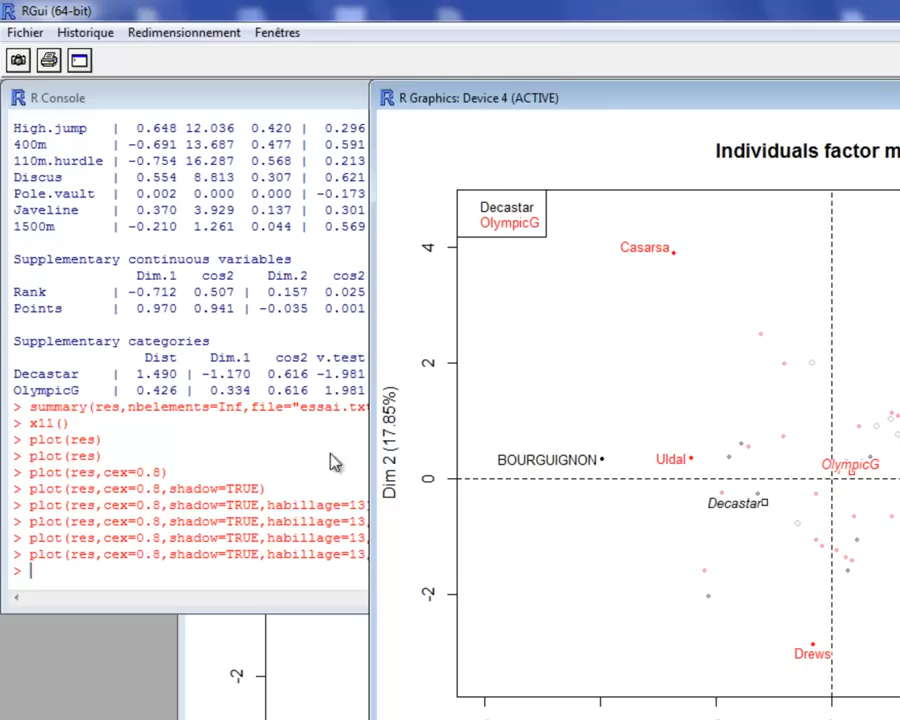 RGui (64-bit)
Fichier Historique Redimensionnement Fenêtres
R Console
High.jump | 0.648 12.036 0.420 | 0.296
400m | -0.691 13.687 0.477 | 0.591
110m.hurdle | -0.754 16.287 0.568 | 0.213
Discus | 0.554 8.813 0.307 | 0.621
Pole.vault | 0.002 0.000 0.000 | -0.173
Javeline | 0.370 3.929 0.137 | 0.301
1500m | -0.210 1.261 0.044 | 0.569
Supplementary continuous variables
Dim.1 cos2 Dim.2 cos2
Rank | -0.712 0.507 | 0.157 0.025
Points | 0.970 0.941 | -0.035 0.001
Supplementary categories
Dist Dim.1 cos2 v.test
Decastar | 1.490 | -1.170 0.616 -1.981
OlympicG | 0.426 | 0.334 0.616 1.981
> summary(res,nbelements=Inf,file="essai.txt
> x11()
> plot(res)
> plot(res)
> plot(res,cex=0.8)
> plot(res,cex=0.8,shadow=TRUE)
> plot(res,cex=0.8,shadow=TRUE,habillage=13)
> plot(res,cex=0.8,shadow=TRUE,habillage=13,
> plot(res,cex=0.8,shadow=TRUE,habillage=13,
> plot(res,cex=0.8,shadow=TRUE,habillage=13,
>
-2
R Graphics: Device 4 (ACTIVE)
Individuals factor m
Decastar
OlympicG
4
Casarsa
2
Dim 2 (17.85%)
BOURGUIGNON
Uldal
OlympicG
0
Decastar
-2
Drews